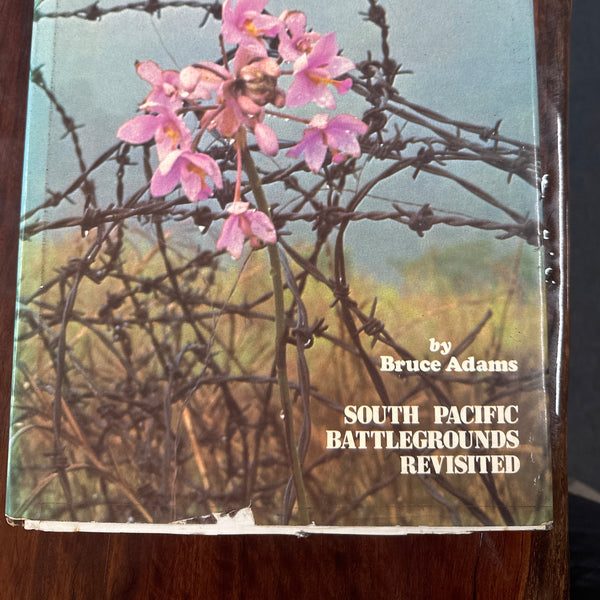 by
Bruce Adams
SOUTH PACIFIC
BATTLEGROUNDS
REVISITED